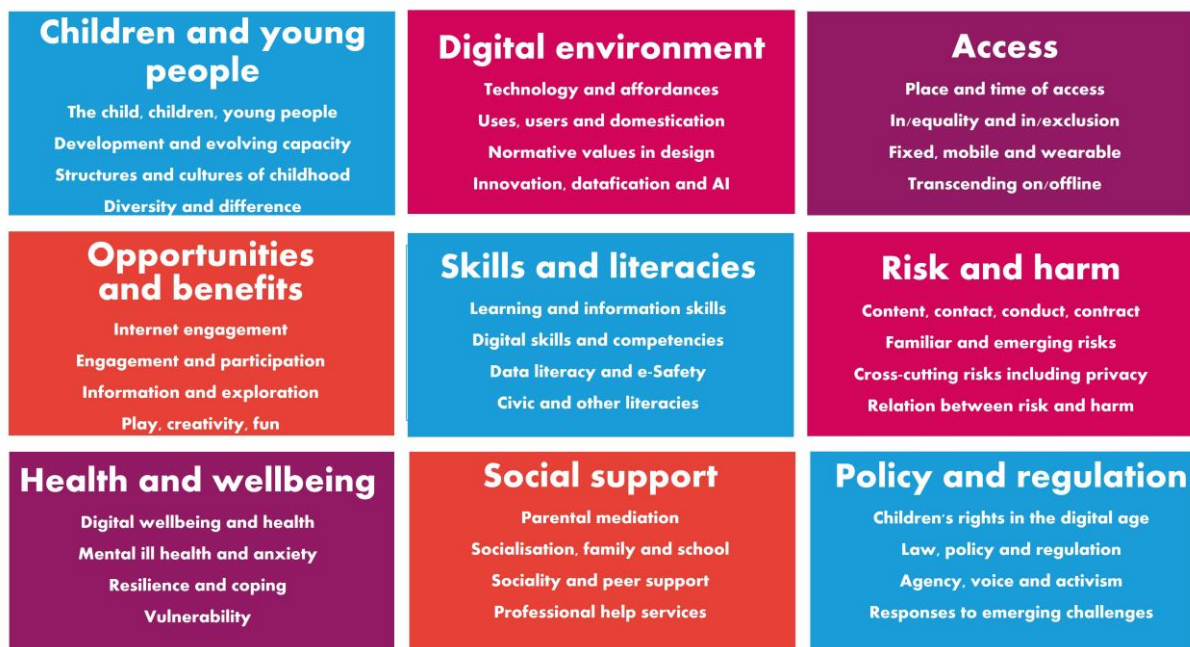 Children and young
people
The child, children, young people
Development and evolving capacity
Structures and cultures of childhood
Diversity and difference
Digital environment
Technology and affordances
Uses, users and domestication
Normative values in design
Innovation, datafication and AI
Access
Place and time of access
In/equality and in/exclusion
Fixed, mobile and wearable
Transcending on/offline
Opportunities
and benefits
Internet engagement
Engagement and participation
Information and exploration
Play, creativity, fun
Skills and literacies
Learning and information skills
Digital skills and competencies
Data literacy and e-Safety
Civic and other literacies
Risk and harm
Content, contact, conduct, contract
Familiar and emerging risks
Cross-cutting risks including privacy
Relation between risk and harm
Health and wellbeing
Digital wellbeing and health
Mental ill health and anxiety
Resilience and coping
Vulnerability
Social support
Parental mediation
Socialisation, family and school
Sociality and peer support
Professional help services
Policy and regulation
Children's rights in the digital age
Law, policy and regulation
Agency, voice and activism
Responses to emerging challenges